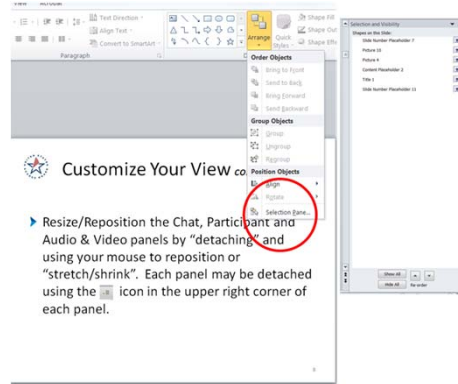 Text Direction
Align Text
Convert to SmartArt
Paragraph
Arrange
Quick
Styles
Shape Fill
Shape Out
Shape Effe
Order Objects
Bring to Front
Send to Back
Bring Forward
Send Backward
Group Objects
Group
Ungroup
Regroup
Position Objects
Align
Rotate
Selection Pane...
Selection and Visibility
Shapes on this Slide:
Slide Number Placeholder 7
Picture 10
Picture 4
Content Placeholder 2
Title 1
Slide Number Placeholder 11
Show All
Hide All
Re-order
Customize Your View co
Resize/Reposition the Chat, Participant and
Audio & Video panels by “detaching” and
using your mouse to reposition or
“stretch/shrink”. Each panel may be detached
using the icon in the upper right corner of
each panel.